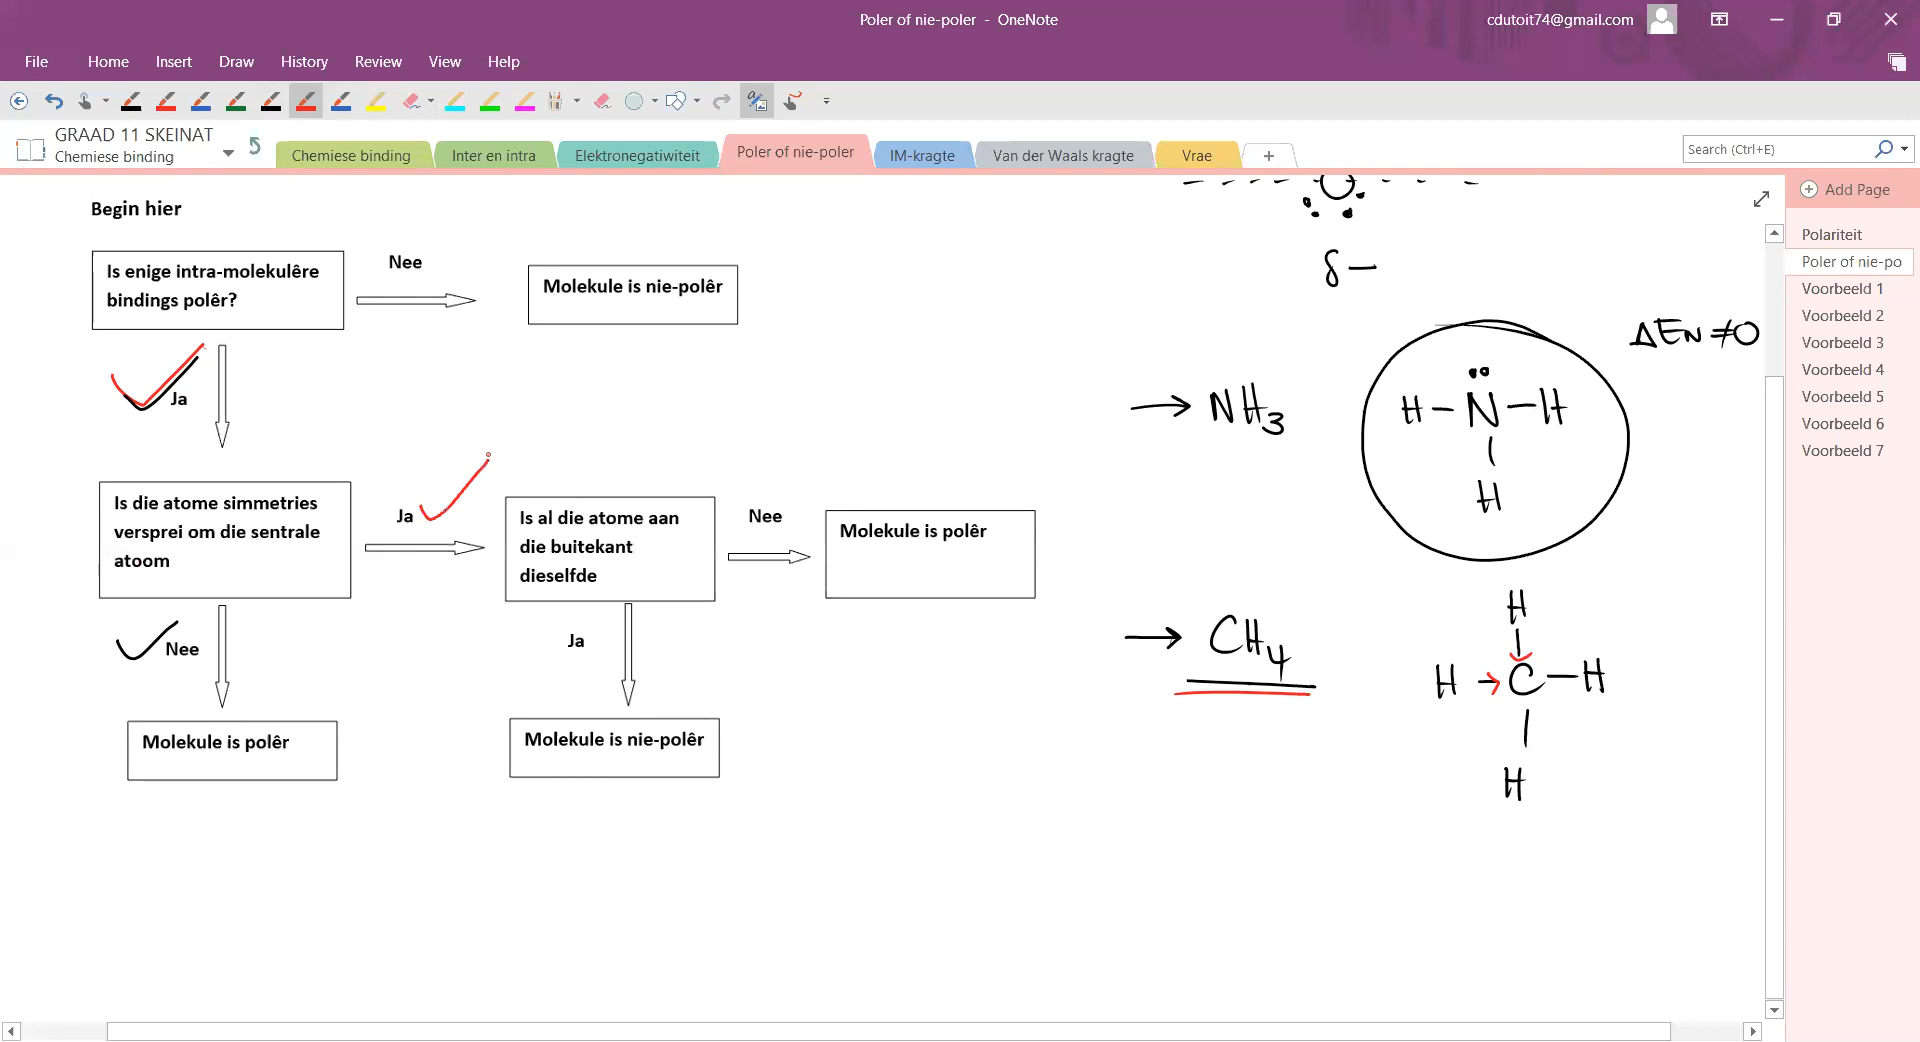 Poler of nie-poler - OneNote
cdutoit74@gmail.com
File Home Insert Draw History Review View Help
GRAAD 11 SKEINAT
Chemiese binding
Chemiese binding
Inter en intra
Elektronegatiwiteit
Poler of nie-poler
IM-kragte
Van der Waals kragte
Vrae
Search (Ctrl+E)
Add Page
Polariteit
Poler of nie-po
Voorbeeld 1
Voorbeeld 2
Voorbeeld 3
Voorbeeld 4
Voorbeeld 5
Voorbeeld 6
Voorbeeld 7
Begin hier
Is enige intra-molekulêre
bindings polêr?
Nee
Molekule is nie-polêr
Ja
Is die atome simmetries
versprei om die sentrale
atoom
Ja
Is al die atome aan
die buitekant
dieselfde
Nee
Molekule is polêr
Nee
Ja
Molekule is polêr
Molekule is nie-polêr
O
δ−
ΔEN≠0
→ NH₃
H-N-H
H
→ CH₄
H
H → C-H
H